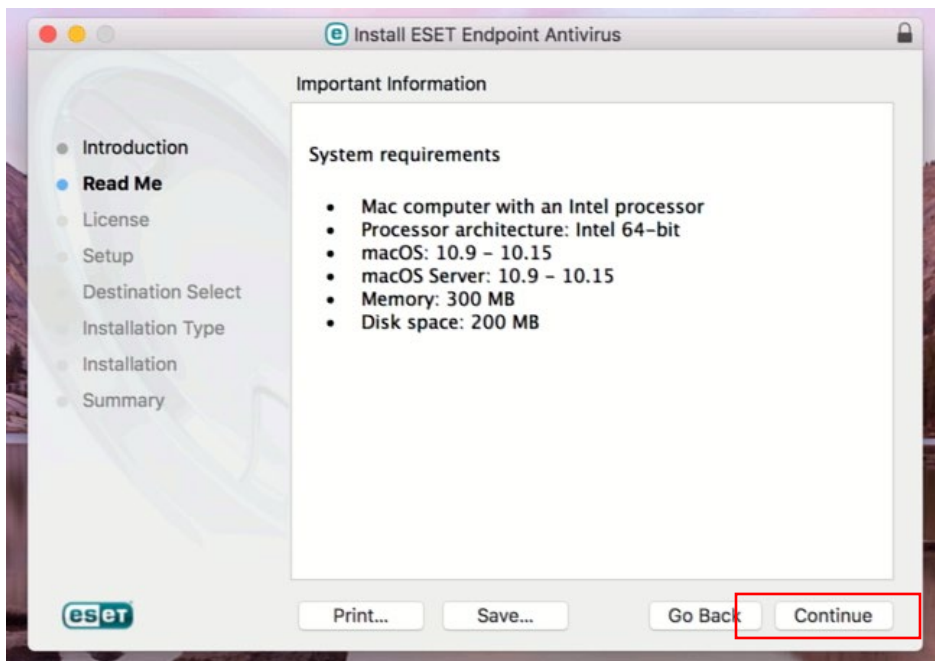 Install ESET Endpoint Antivirus
Important Information
Introduction
Read Me
License
Setup
Destination Select
Installation Type
Installation
Summary
System requirements
• Mac computer with an Intel processor
• Processor architecture: Intel 64-bit
• macOS: 10.9 – 10.15
• macOS Server: 10.9 – 10.15
• Memory: 300 MB
• Disk space: 200 MB
eset
Print... Save... Go Back Continue